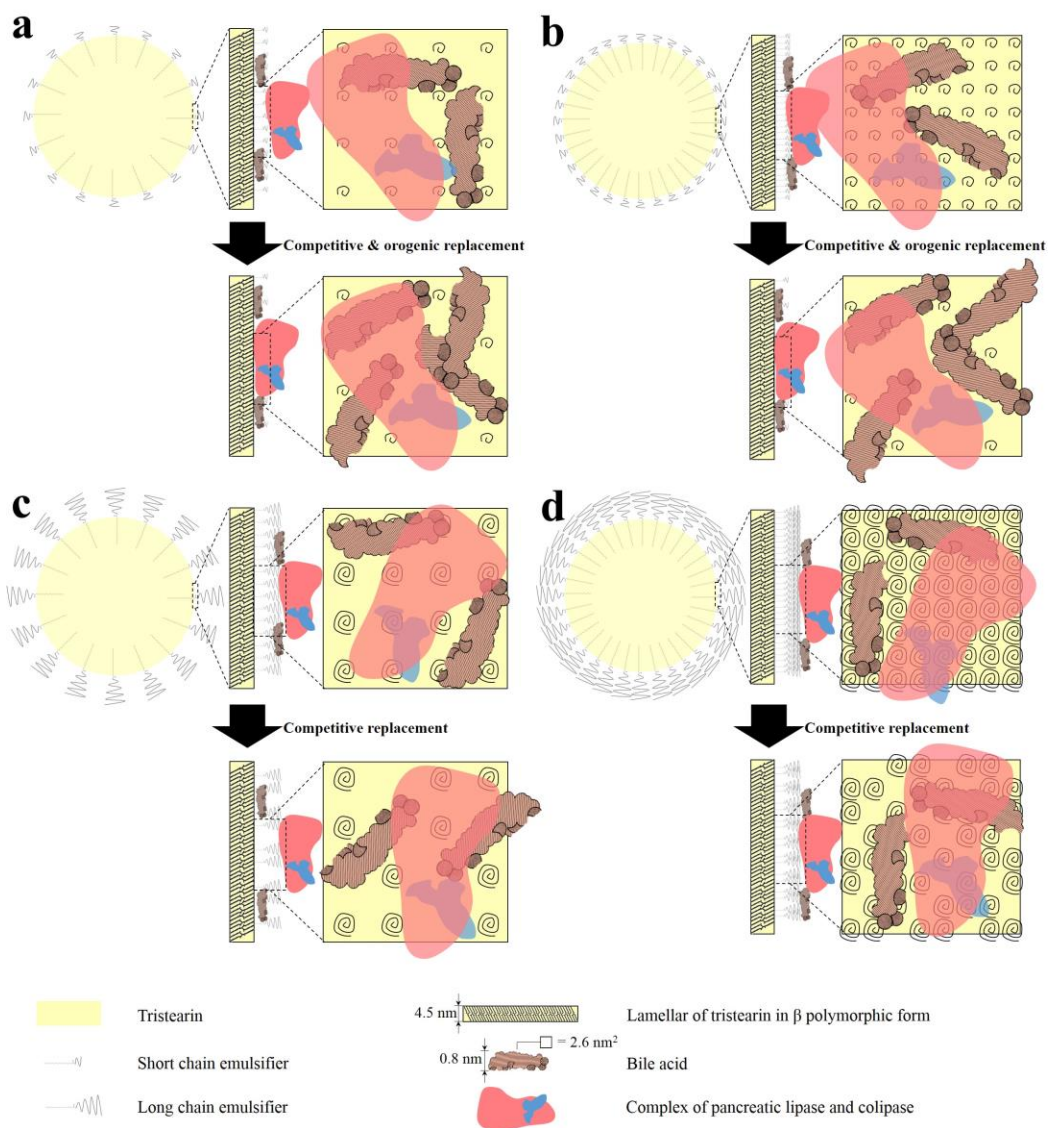 a
b
Competitive & orogenic replacement
Competitive & orogenic replacement
c
d
Competitive replacement
Competitive replacement
Tristearin
4.5 nm
Lamellar of tristearin in β polymorphic form
Short chain emulsifier
0.8 nm
= 2.6 nm²
Bile acid
Long chain emulsifier
Complex of pancreatic lipase and colipase